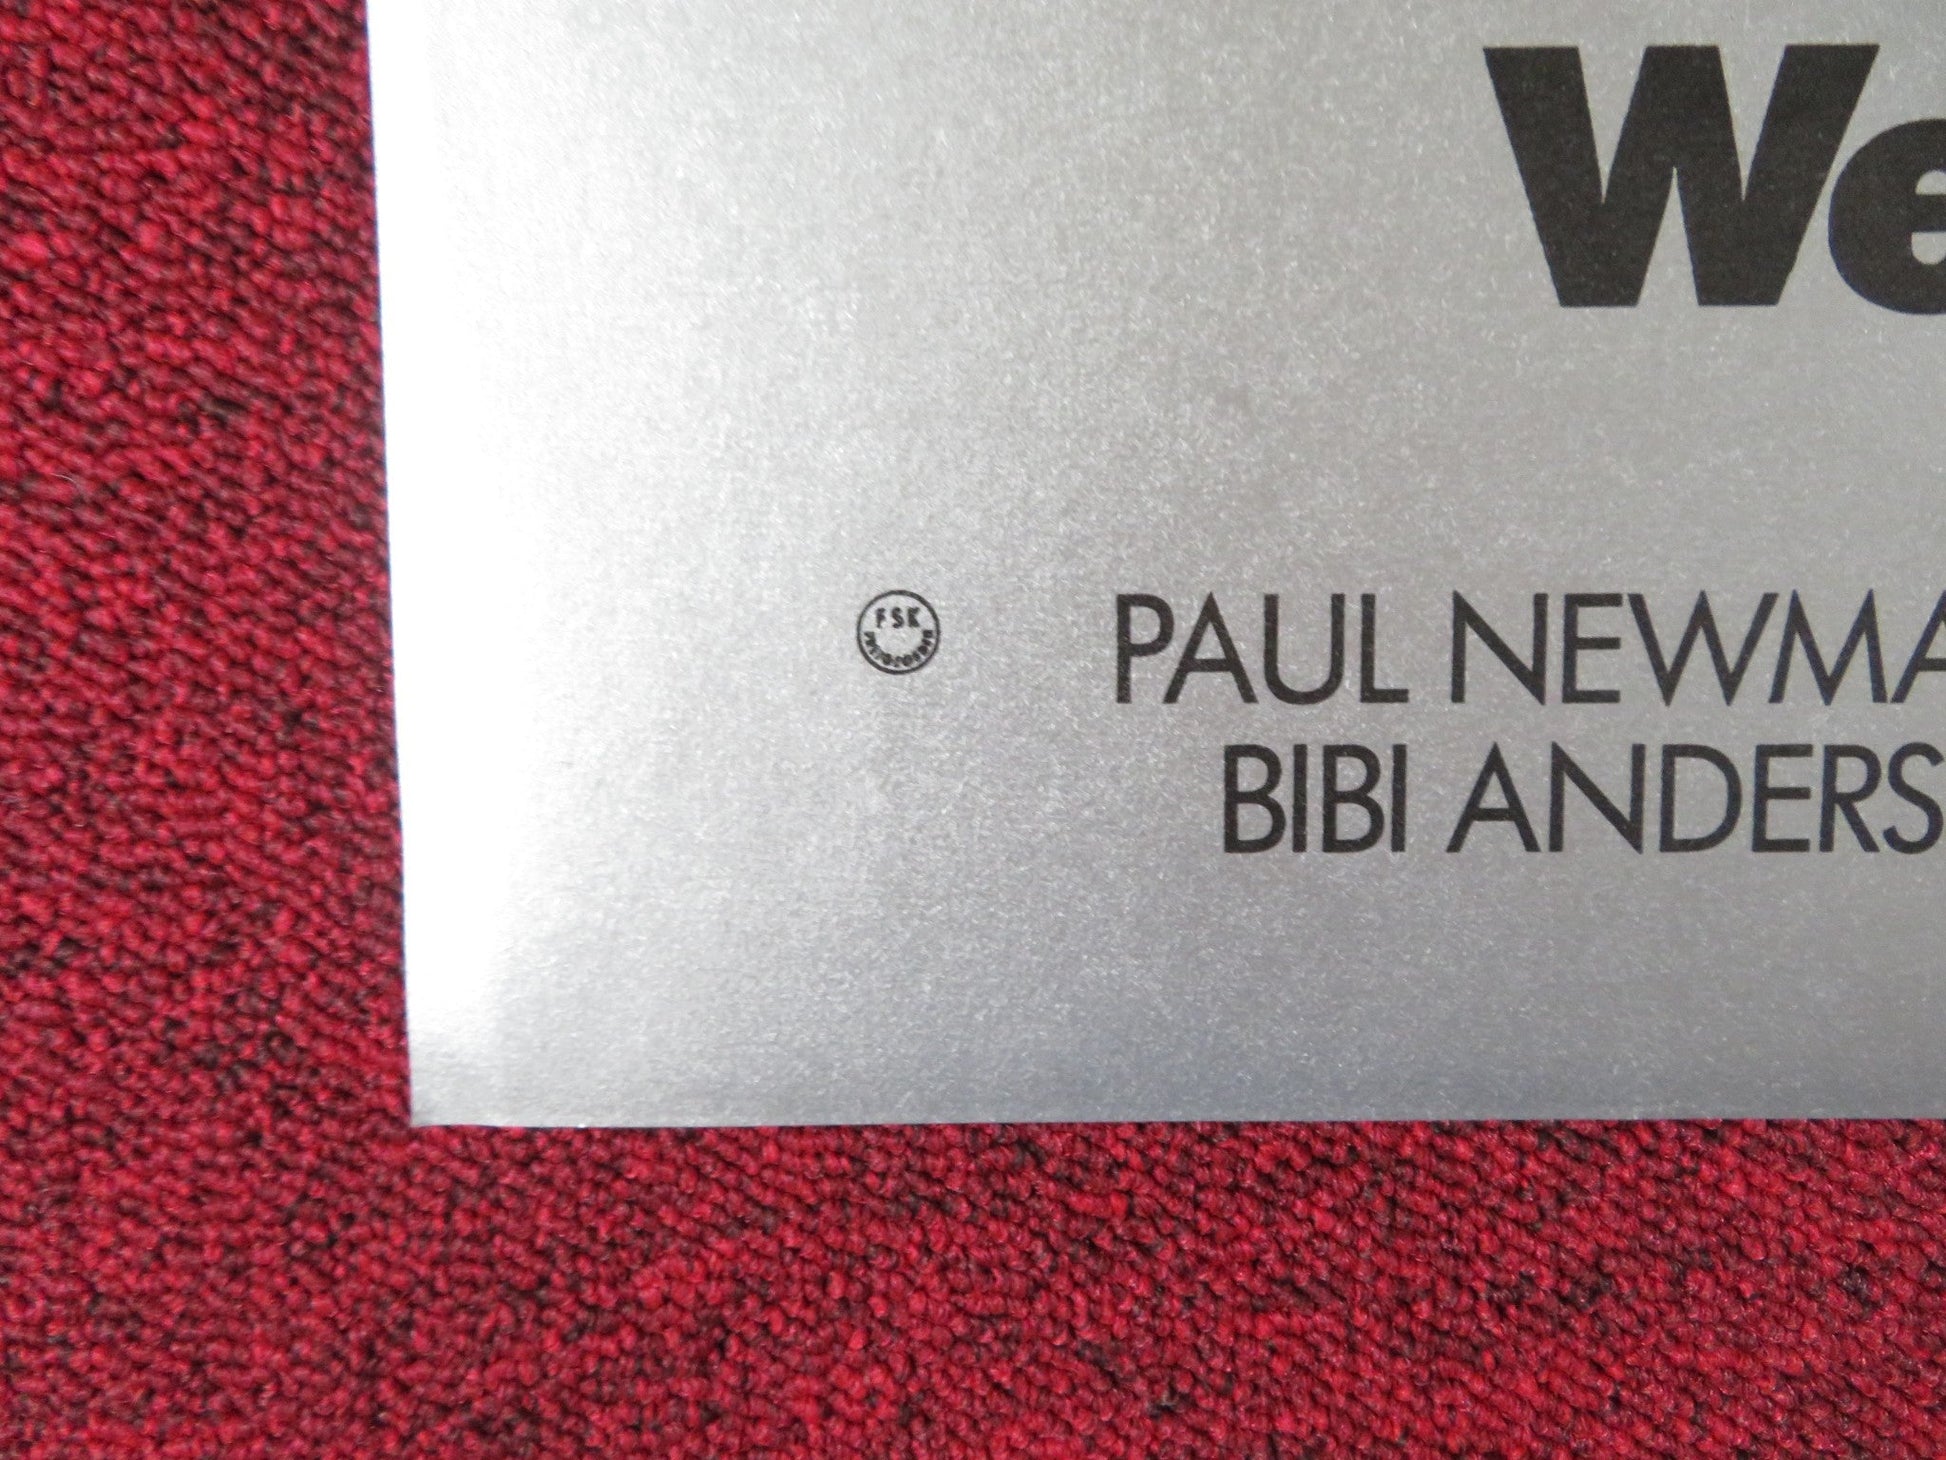 We
FSK
PAUL NEWMA
BIBI ANDERS